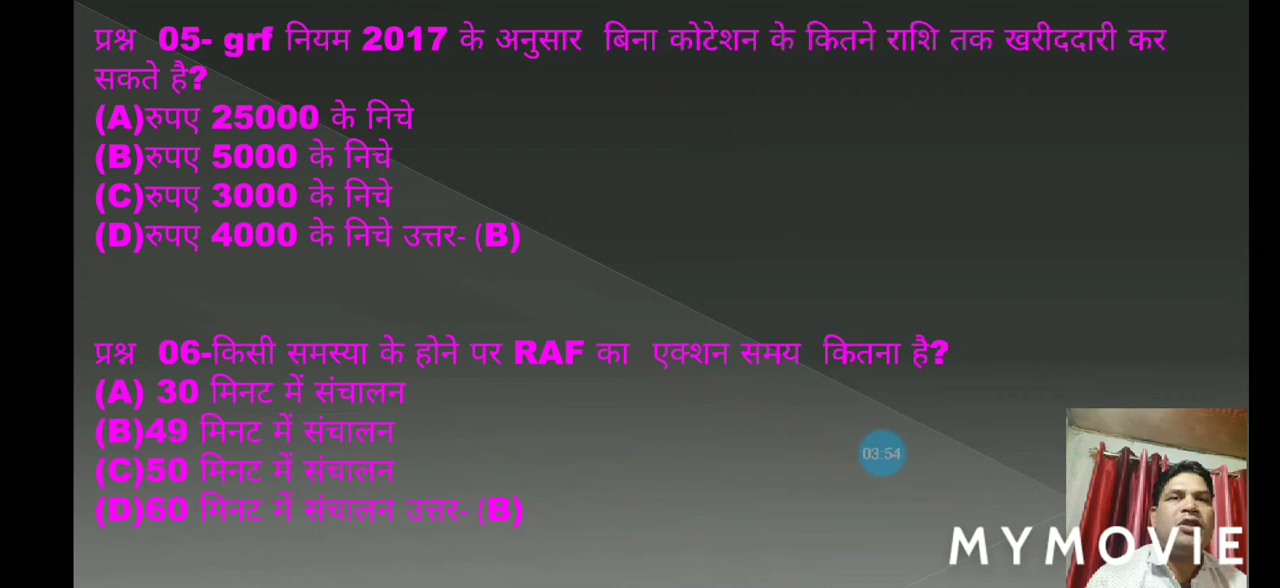 प्रश्न 05- grf नियम 2017 के अनुसार बिना कोटेशन के कितने राशि तक खरीददारी कर
सकते है?
(A)रुपए 25000 के निचे
(B)रुपए 5000 के निचे
(C)रुपए 3000 के निचे
(D)रुपए 4000 के निचे उत्तर- (B)
प्रश्न 06-किसी समस्या के होने पर RAF का एक्शन समय कितना है?
(A) 30 मिनट में संचालन
(B)49 मिनट में संचालन
(C)50 मिनट में संचालन
(D)60 मिनट में संचालन उत्तर- (B)
03:54
MYMOVIE